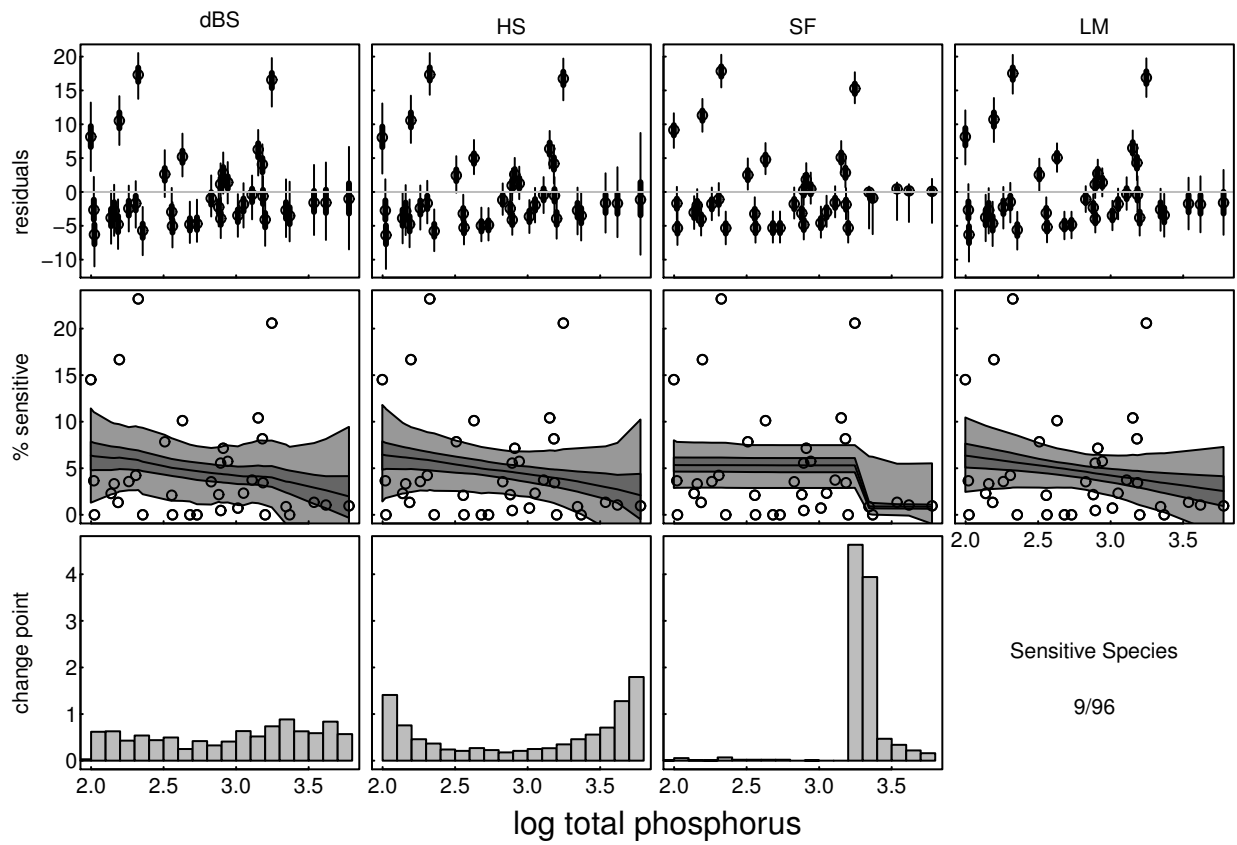 dBS HS SF LM
residuals
20
15
10
5
0
−5
−10
% sensitive
20
15
10
5
0
2.0 2.5 3.0 3.5
change point
4
3
2
1
0
Sensitive Species
9/96
2.0 2.5 3.0 3.5 2.0 2.5 3.0 3.5 2.0 2.5 3.0 3.5
log total phosphorus